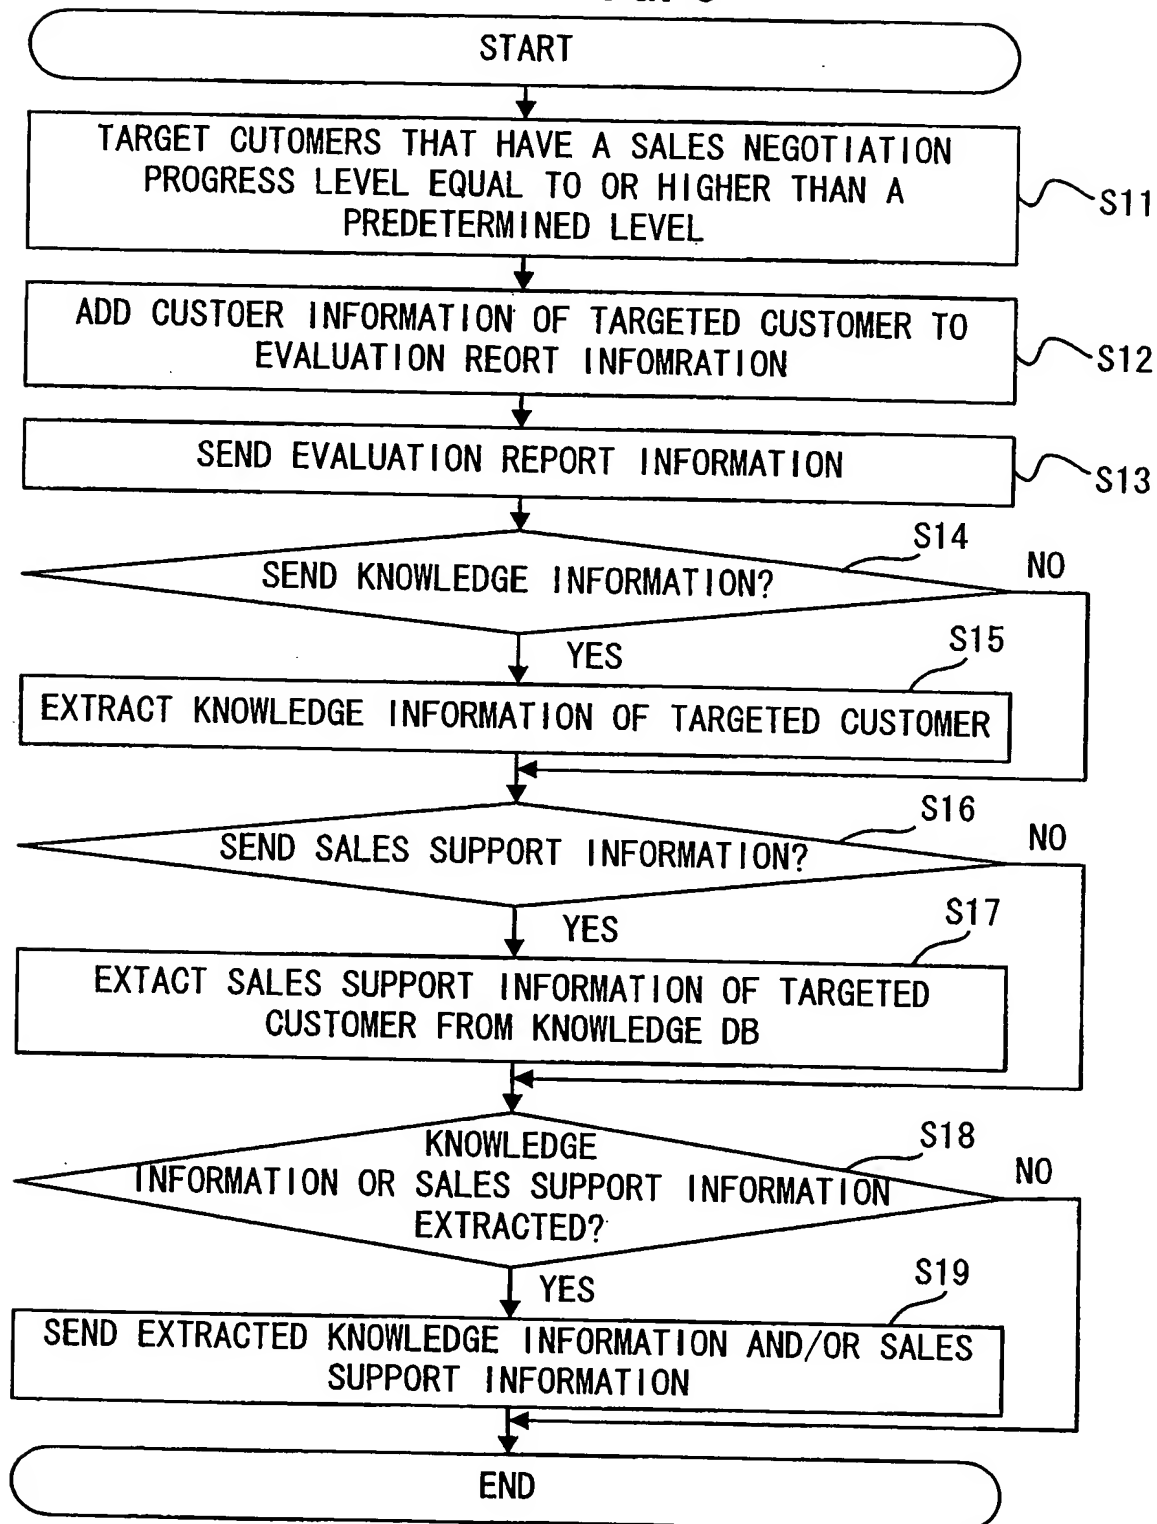 START
TARGET CUTOMERS THAT HAVE A SALES NEGOTIATION
PROGRESS LEVEL EQUAL TO OR HIGHER THAN A
PREDETERMINED LEVEL
S11
ADD CUSTOER INFORMATION OF TARGETED CUSTOMER TO
EVALUATION REORT INFOMRATION
S12
SEND EVALUATION REPORT INFORMATION
S13
S14
SEND KNOWLEDGE INFORMATION?
NO
YES
S15
EXTRACT KNOWLEDGE INFORMATION OF TARGETED CUSTOMER
S16
SEND SALES SUPPORT INFORMATION?
NO
YES
S17
EXTACT SALES SUPPORT INFORMATION OF TARGETED
CUSTOMER FROM KNOWLEDGE DB
S18
KNOWLEDGE
INFORMATION OR SALES SUPPORT INFORMATION
EXTRACTED?
NO
YES
S19
SEND EXTRACTED KNOWLEDGE INFORMATION AND/OR SALES
SUPPORT INFORMATION
END